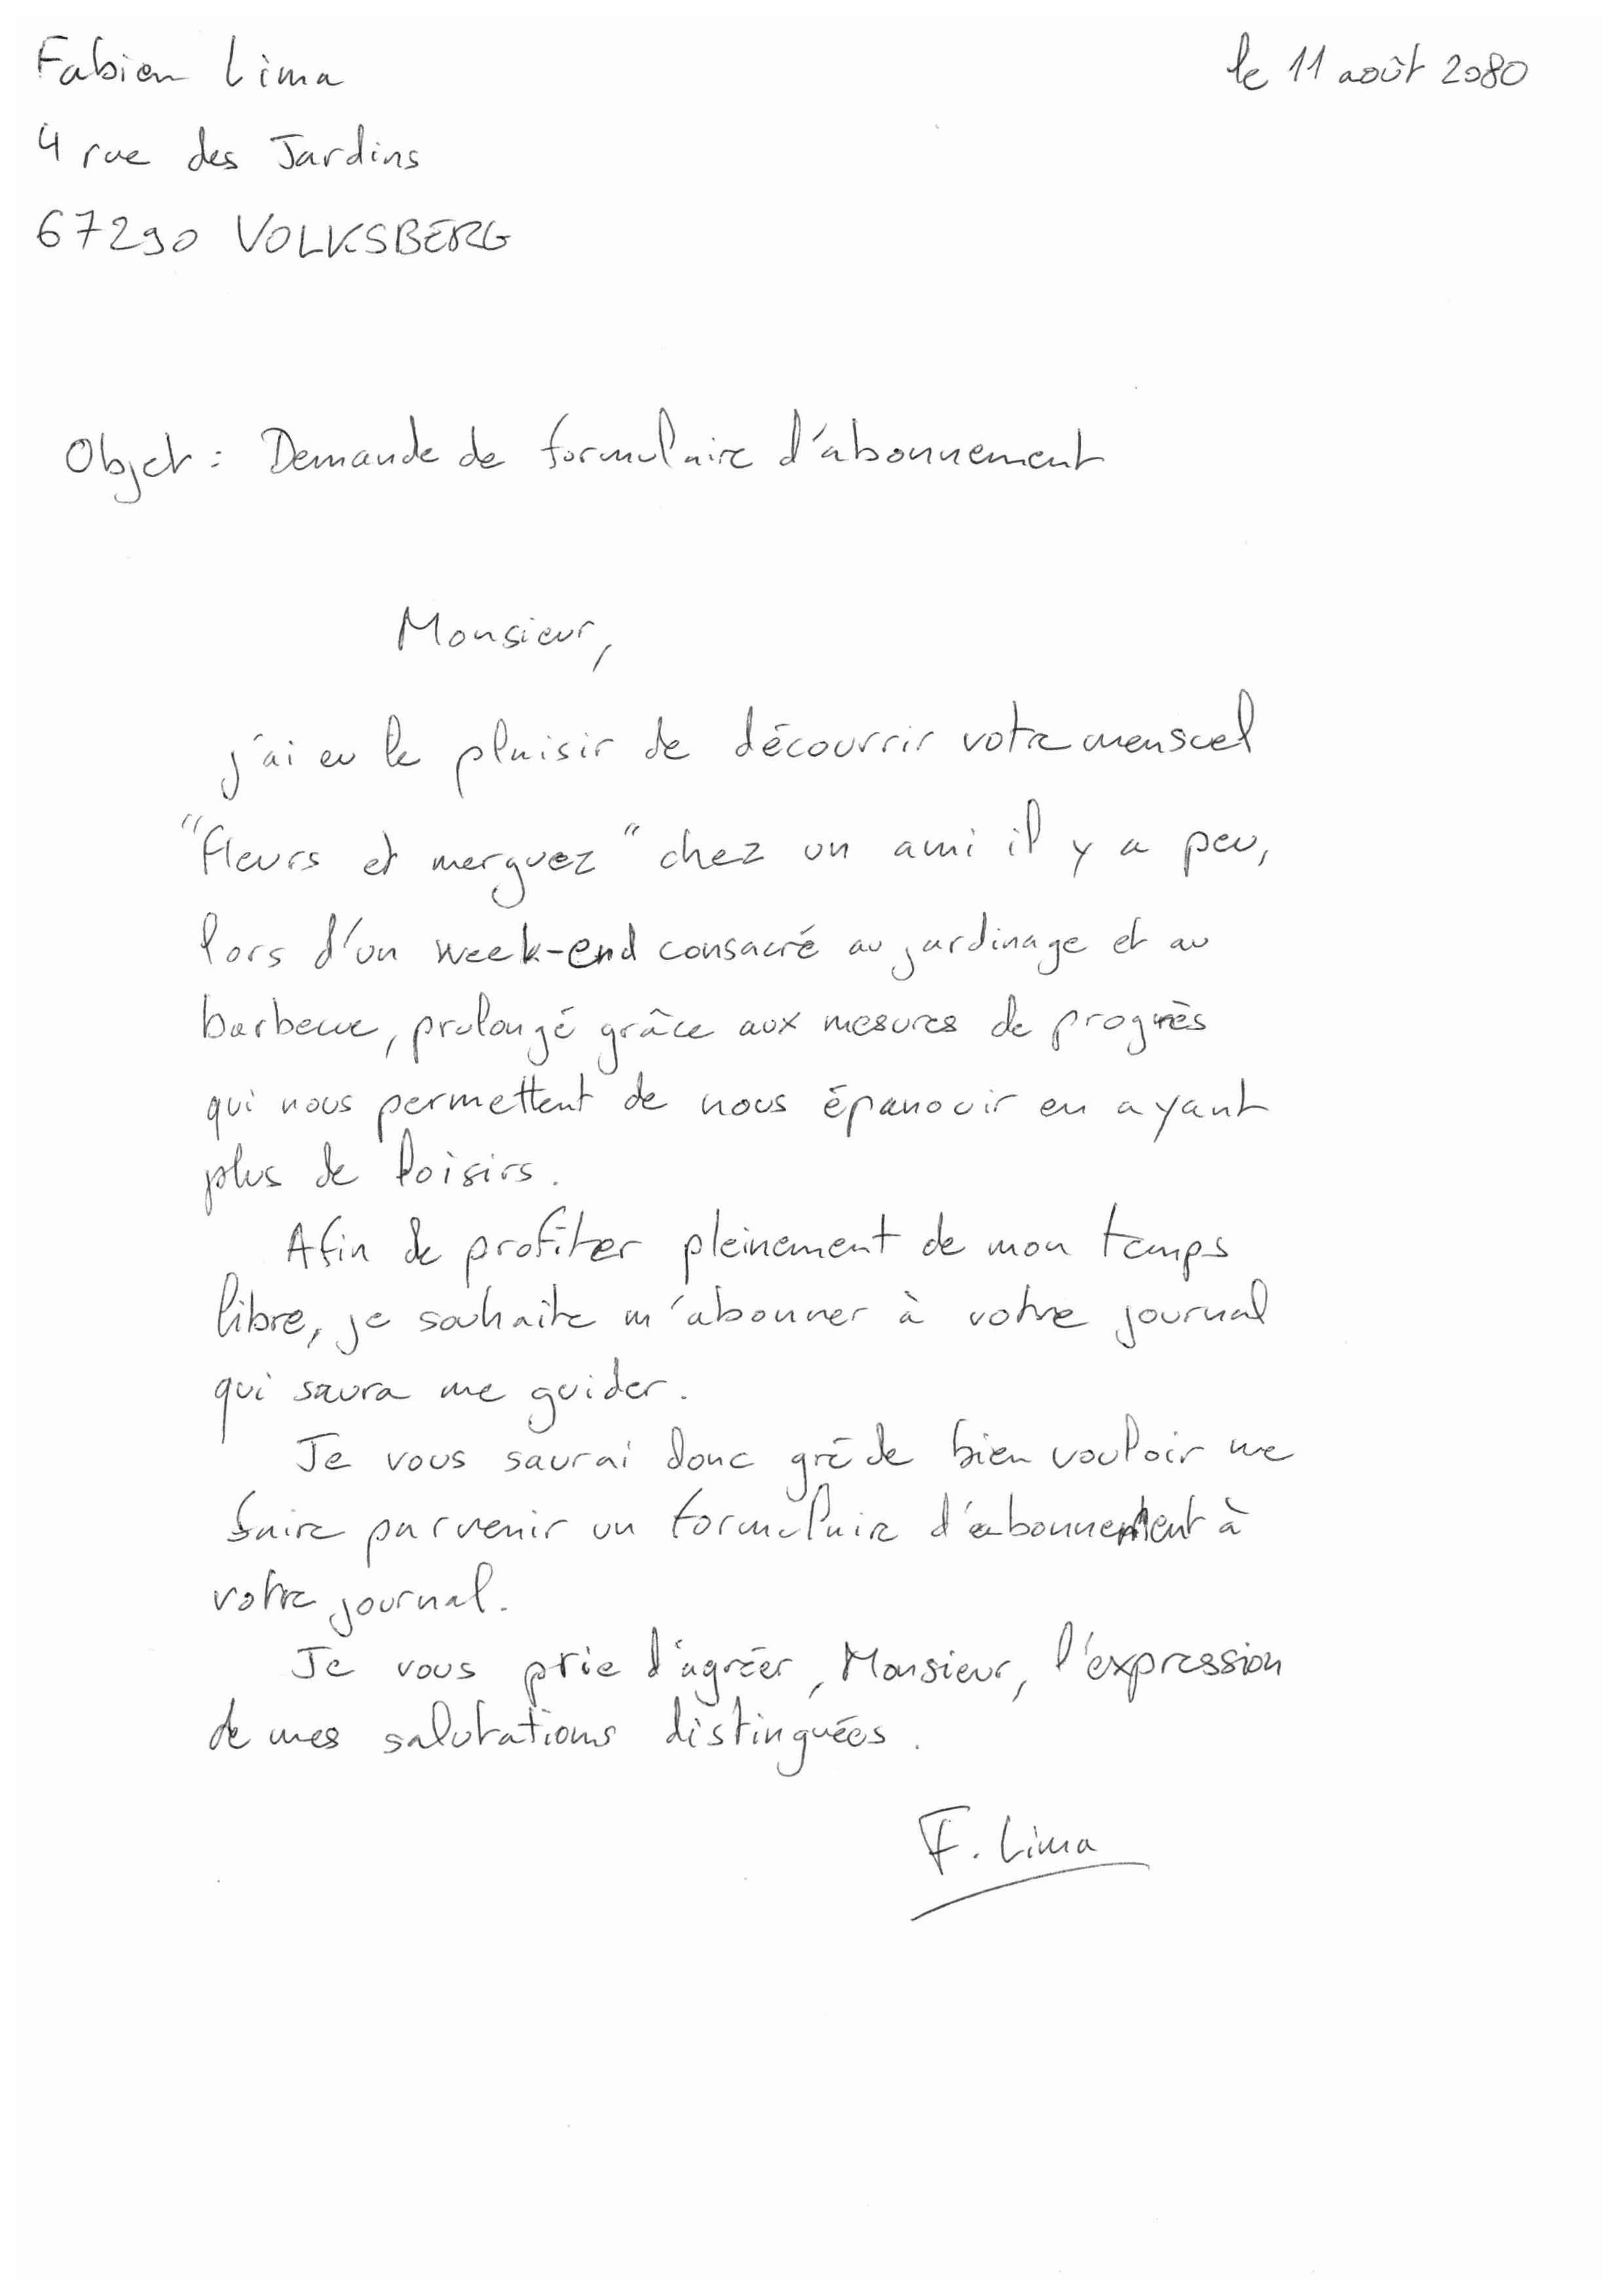 Fabien Lima
le 11 août 2080
4 rue des Jardins
67290 VOLKSBERG
Objet : Demande de formulaire d'abonnement
Monsieur,
j'ai eu le plaisir de découvrir votre mensuel
"fleurs et merguez" chez un ami il y a peu,
lors d'un week-end consacré au jardinage et au
barbecue, prolongé grâce aux mesures de progrès
qui nous permettent de nous épanouir en ayant
plus de loisirs.
Afin de profiter pleinement de mon temps
libre, je souhaite m'abonner à votre journal
qui saura me guider.
Je vous saurai donc gré de bien vouloir me
faire parvenir un formulaire d'abonnement à
votre journal.
Je vous prie d'agréer, Monsieur, l'expression
de mes salutations distinguées.
F. Lima